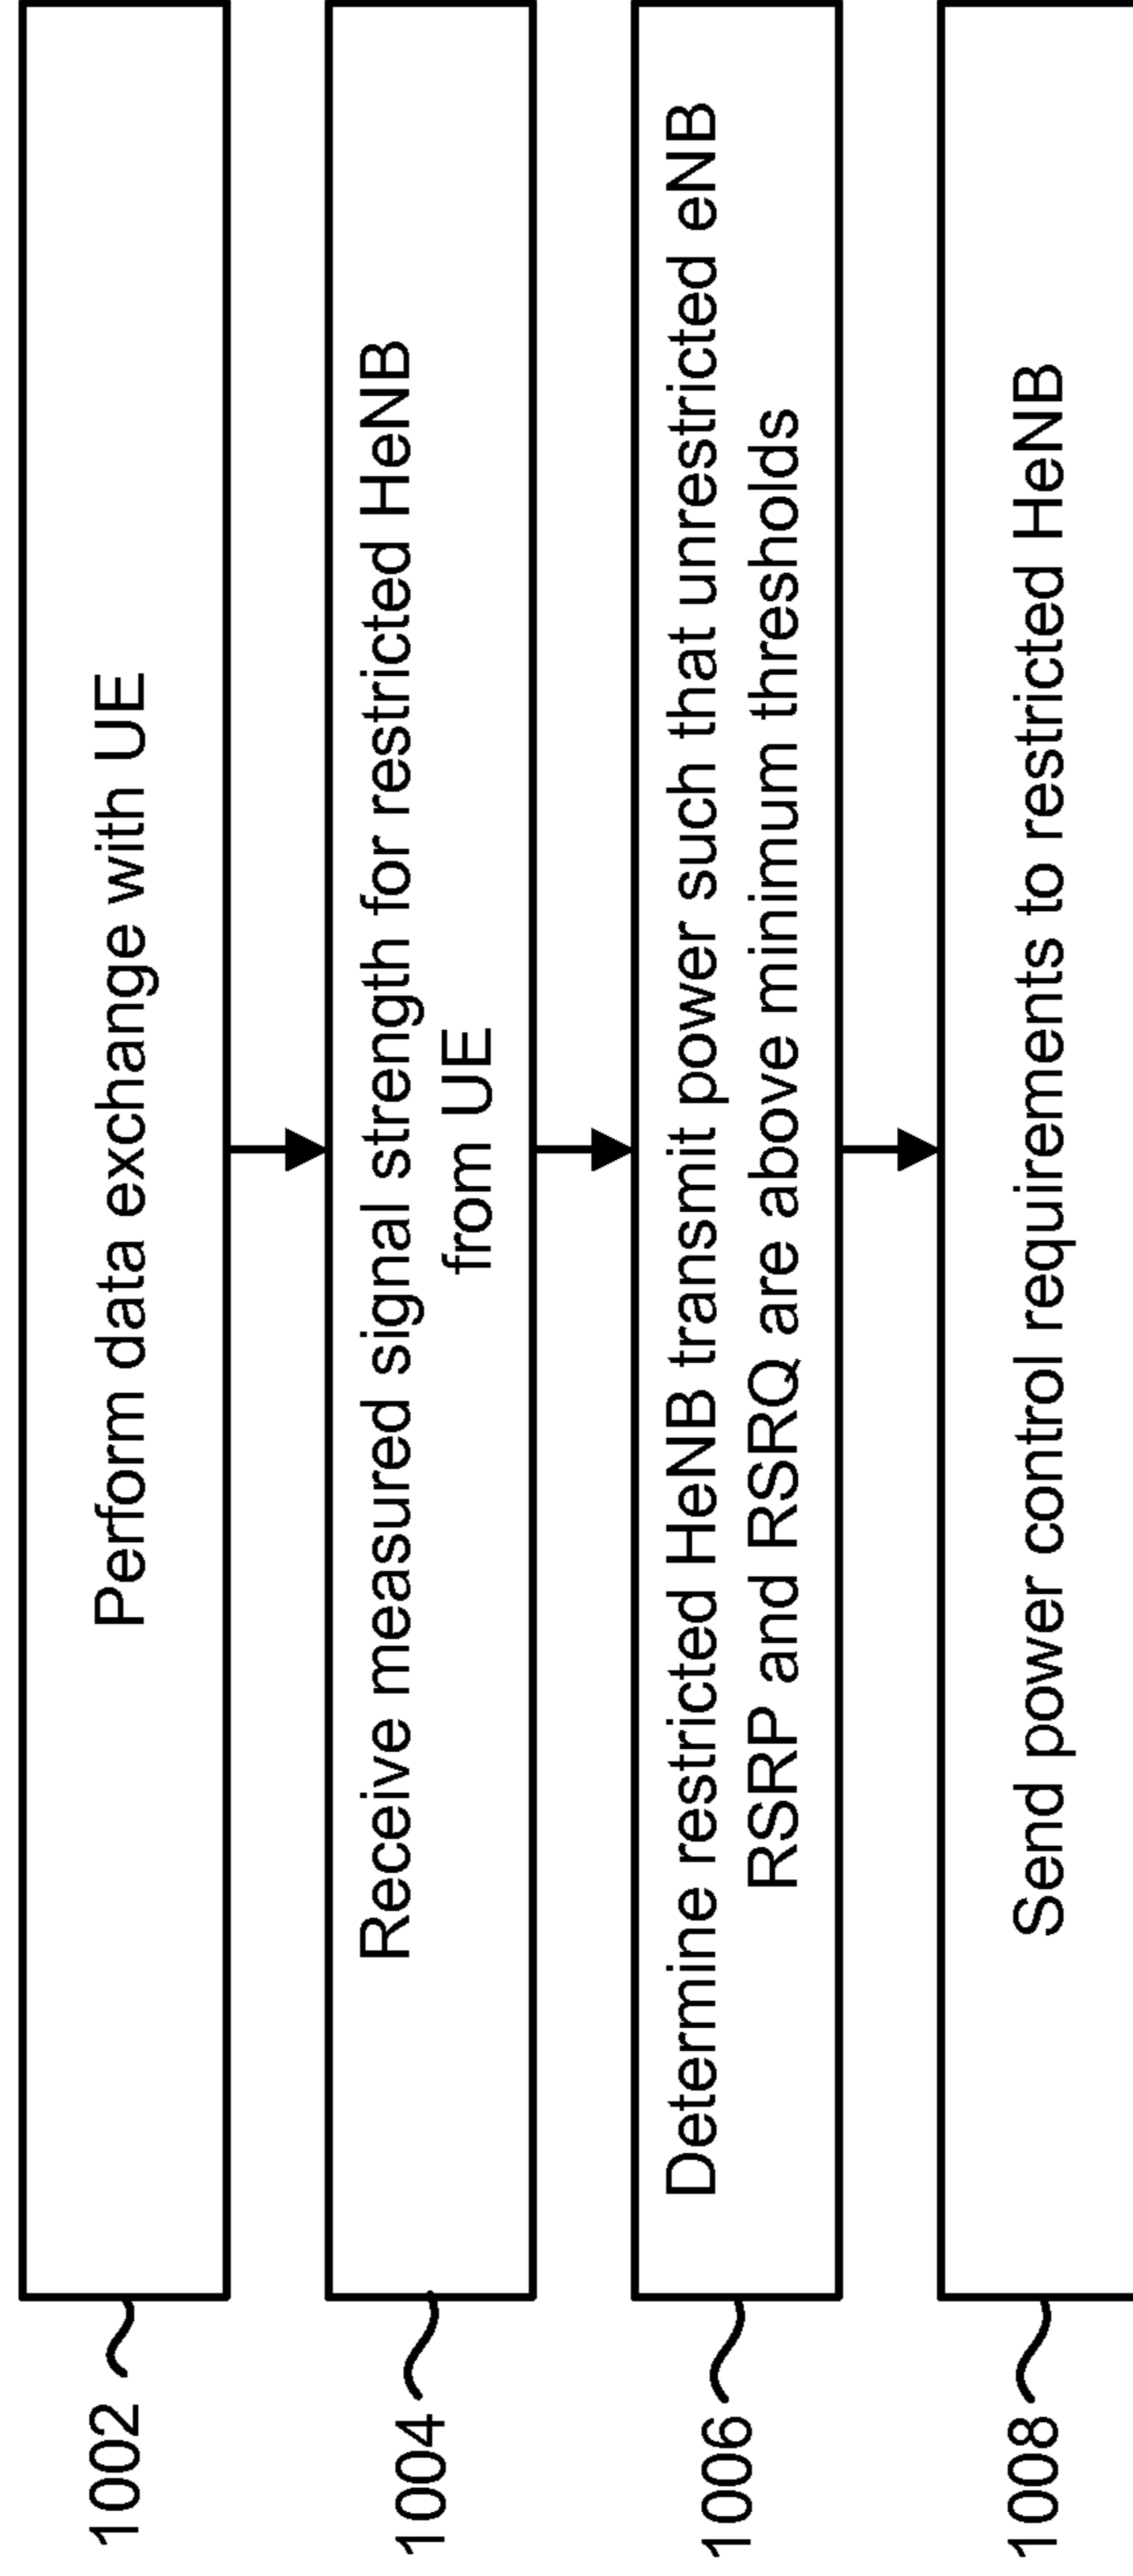 1002
Perform data exchange with UE
1004
Receive measured signal strength for restricted HeNB
from UE
1006
Determine restricted HeNB transmit power such that unrestricted eNB
RSRP and RSRQ are above minimum thresholds
1008
Send power control requirements to restricted HeNB